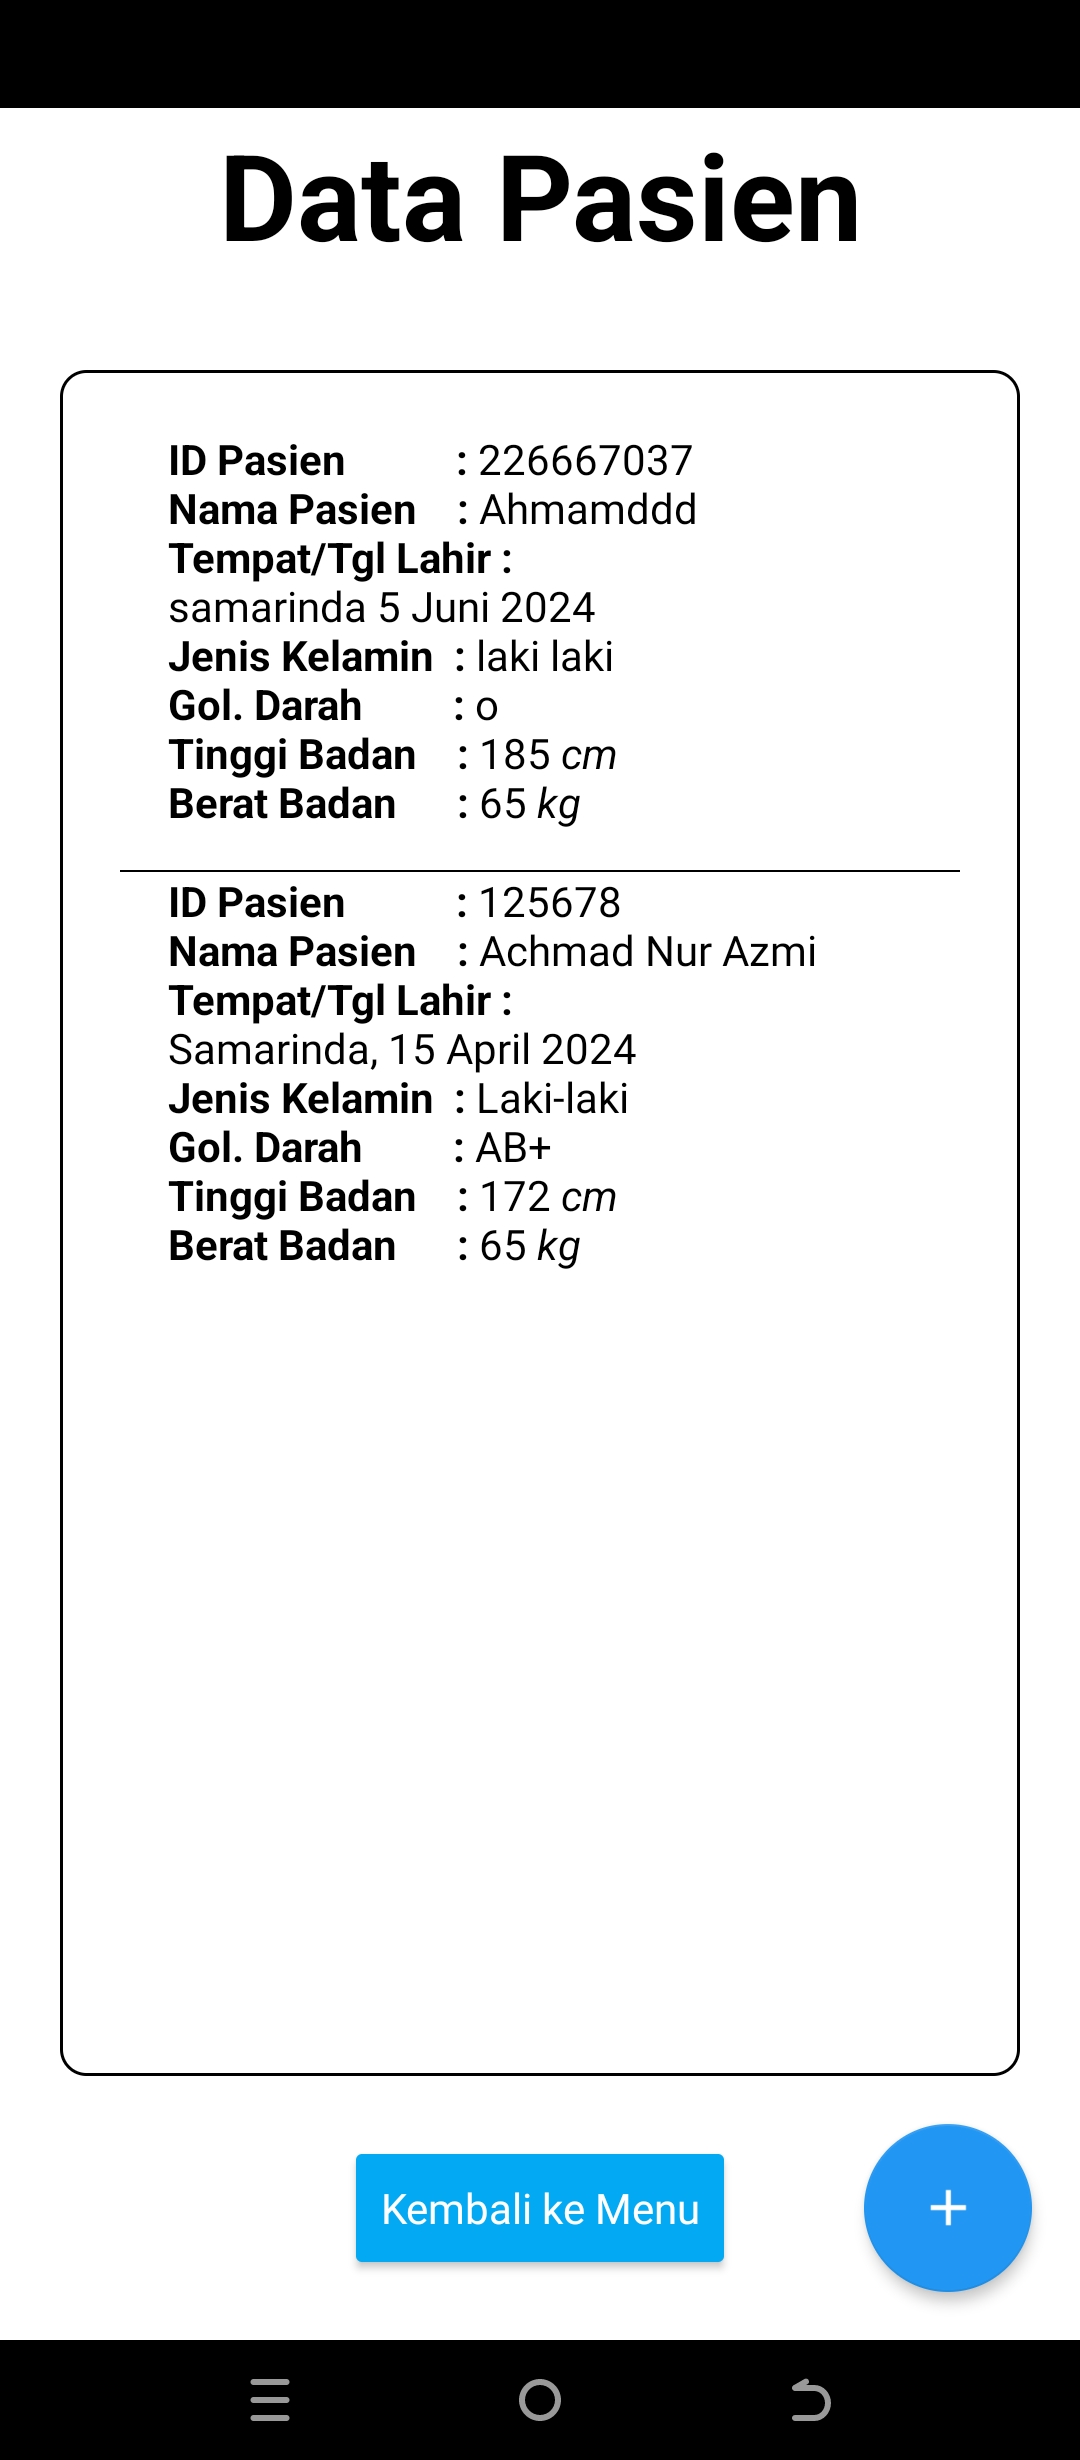 Data Pasien
ID Pasien : 226667037
Nama Pasien : Ahmamddd
Tempat/Tgl Lahir :
samarinda 5 Juni 2024
Jenis Kelamin : laki laki
Gol. Darah : o
Tinggi Badan : 185 cm
Berat Badan : 65 kg
ID Pasien : 125678
Nama Pasien : Achmad Nur Azmi
Tempat/Tgl Lahir :
Samarinda, 15 April 2024
Jenis Kelamin : Laki-laki
Gol. Darah : AB+
Tinggi Badan : 172 cm
Berat Badan : 65 kg
Kembali ke Menu
+